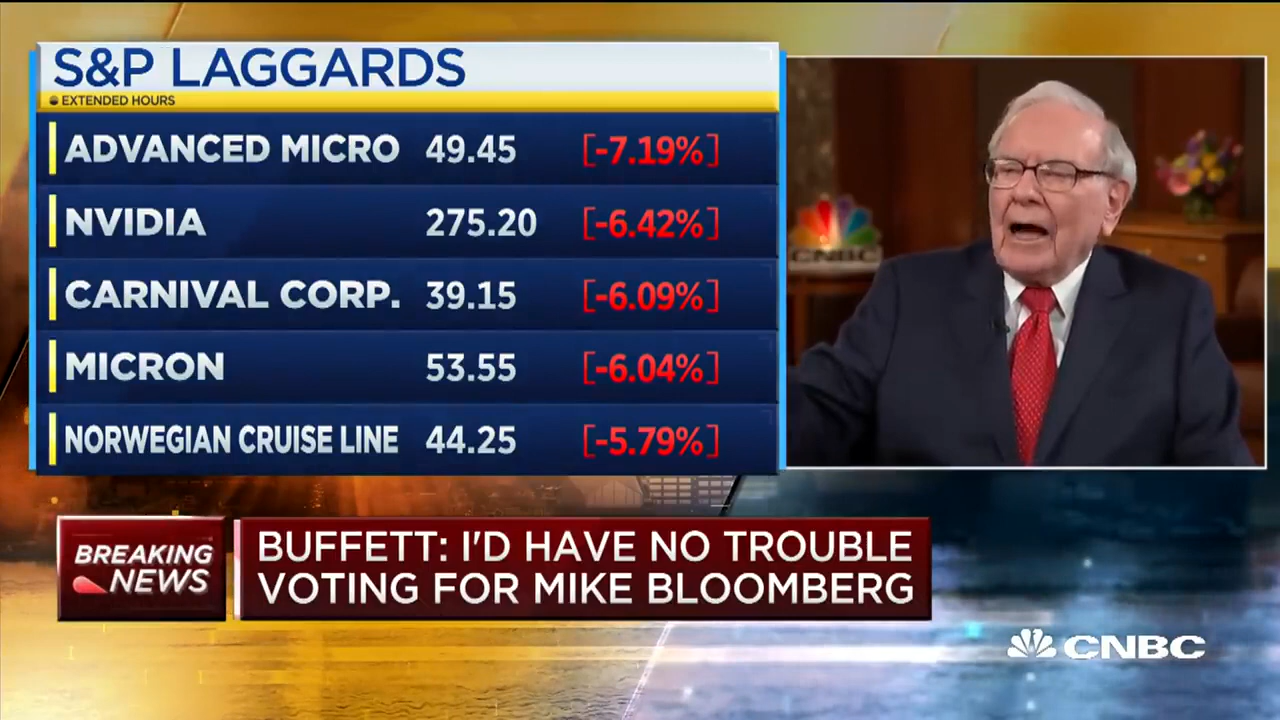 S&P LAGGARDS
EXTENDED HOURS
ADVANCED MICRO 49.45 [-7.19%]
NVIDIA 275.20 [-6.42%]
CARNIVAL CORP. 39.15 [-6.09%]
MICRON 53.55 [-6.04%]
NORWEGIAN CRUISE LINE 44.25 [-5.79%]
CNBC
BREAKING
NEWS
BUFFETT: I'D HAVE NO TROUBLE
VOTING FOR MIKE BLOOMBERG
CNBC